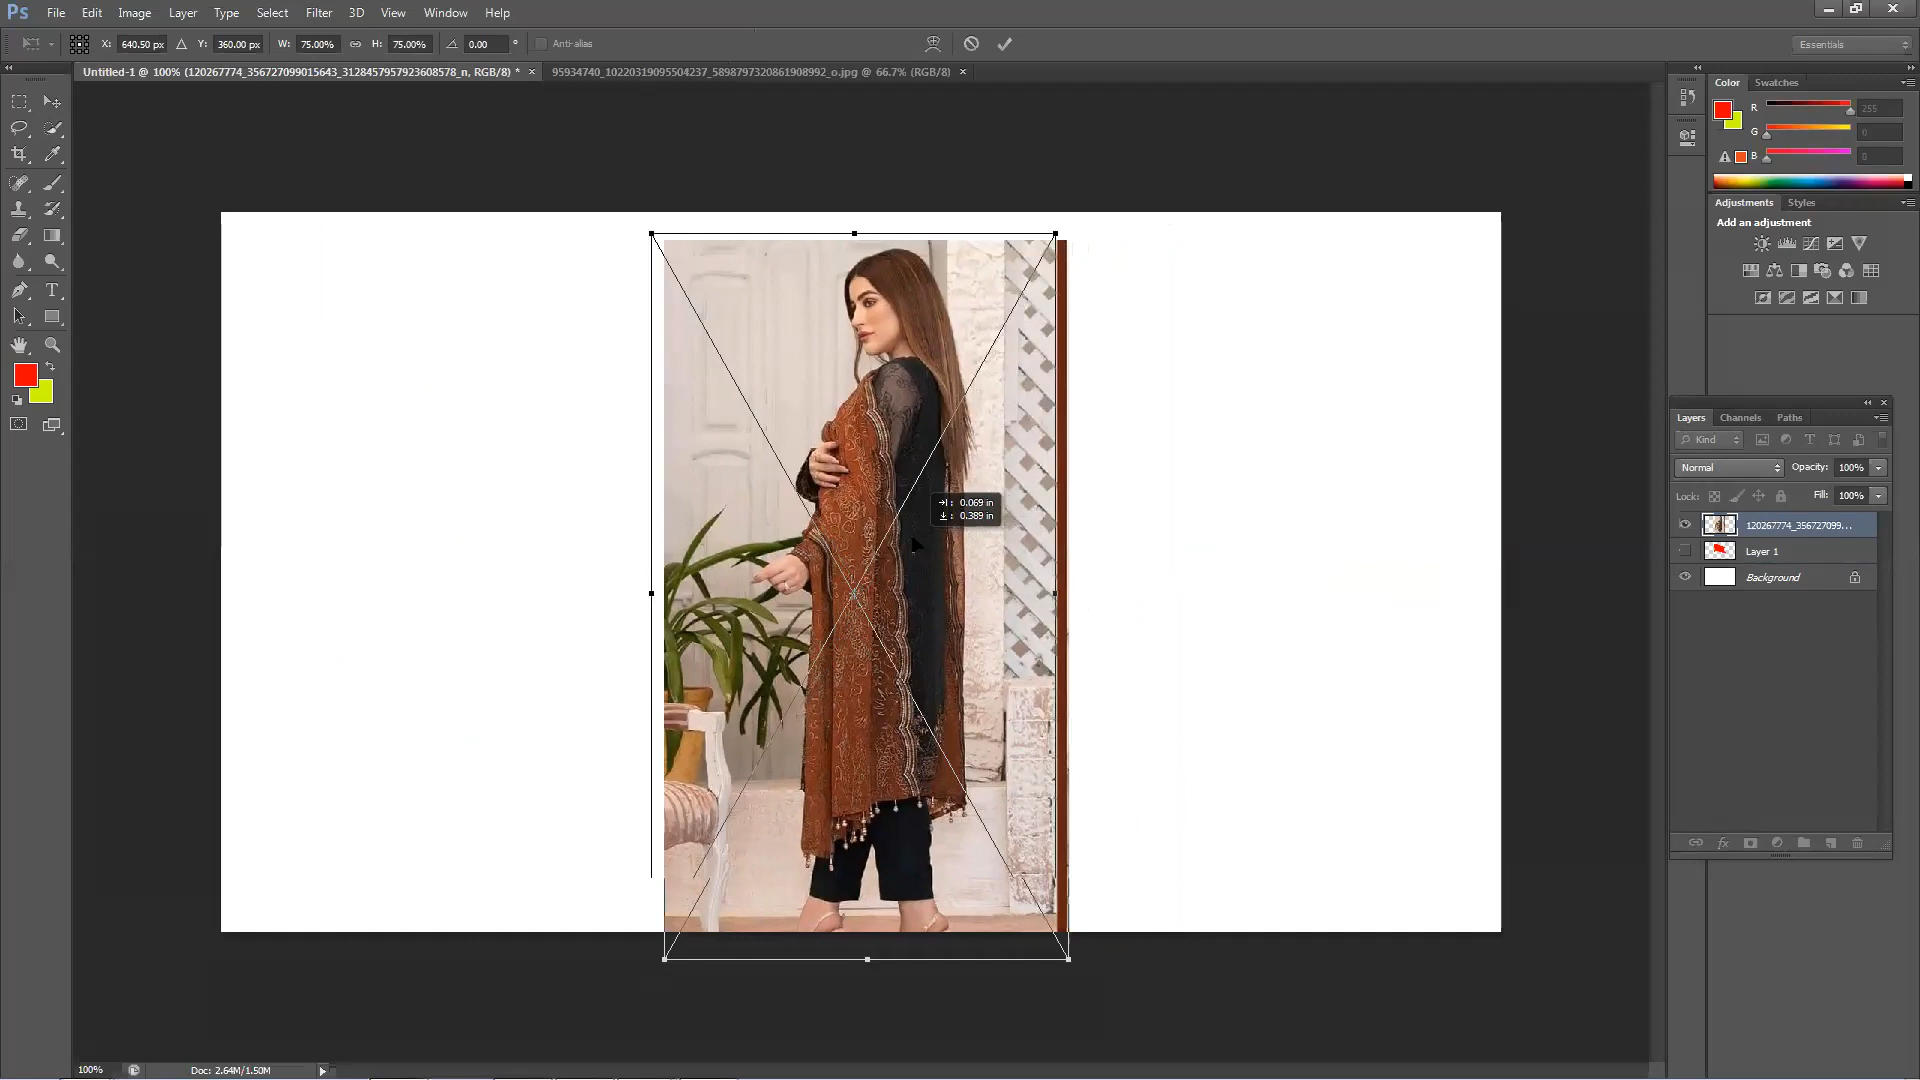 Ps File Edit Image Layer Type Select Filter 3D View Window Help
X: 640.50 px Y: 360.00 px W: 75.00% H: 75.00% 0.00 ° Anti-alias Essentials
Untitled-1 @ 100% (120267774_356727099015643_3128457957923608578_n, RGB/8) * × 95934740_10220319095504237_5898797320861908992_o.jpg @ 66.7% (RGB/8) ×
Color Swatches
R 255
G 0
B 0
Adjustments Styles
Add an adjustment
→|: 0.069 in
↓: 0.389 in
Layers Channels Paths
Kind
Normal Opacity: 100%
Lock: Fill: 100%
120267774_356727099...
Layer 1
Background
100% Doc: 2.64M/1.50M